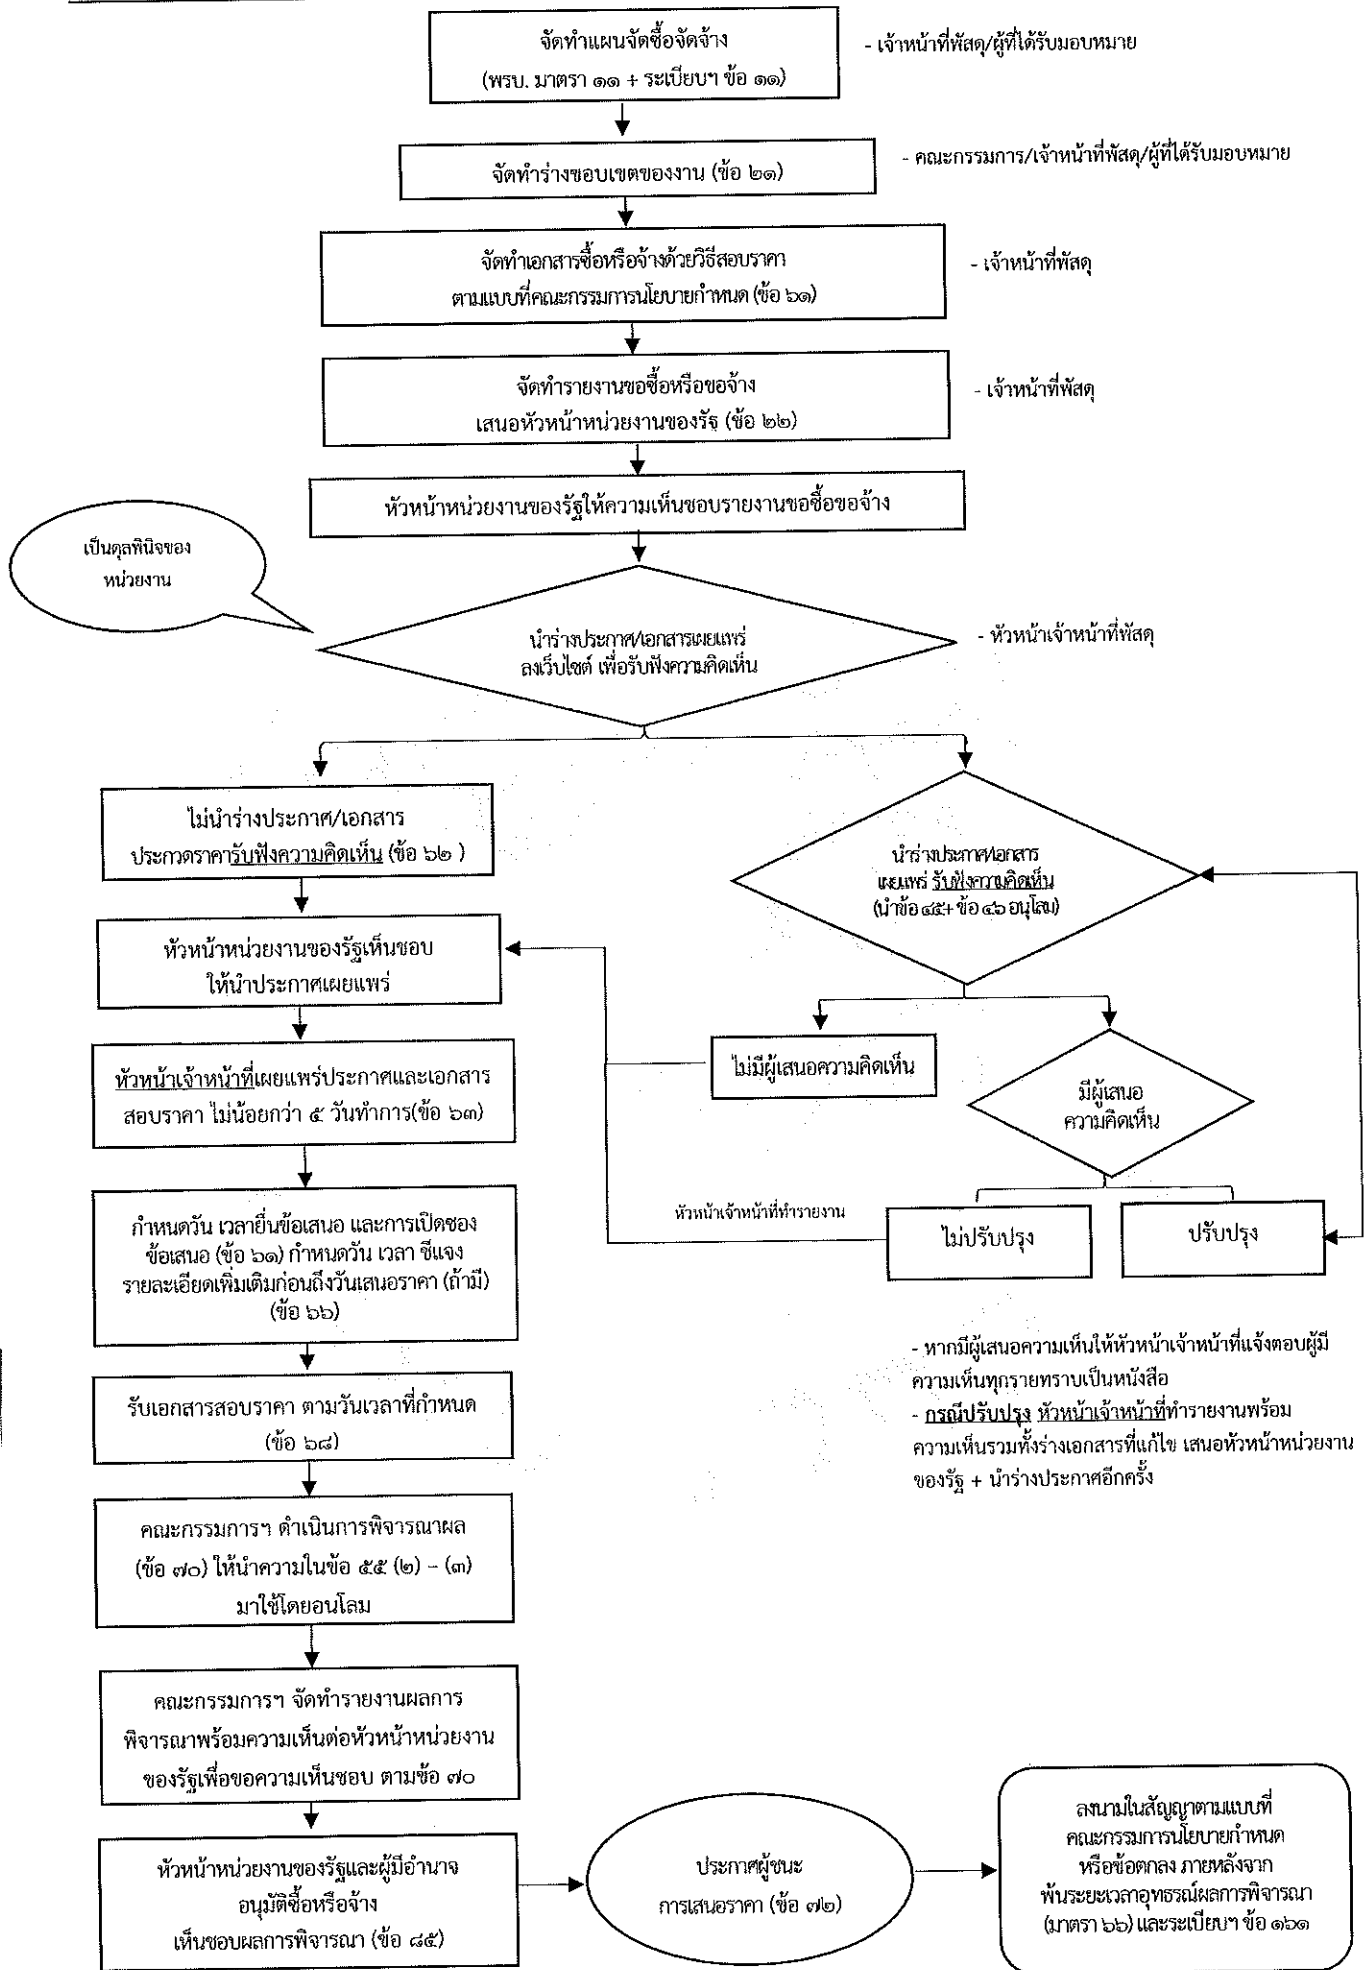 จัดทำแผนจัดซื้อจัดจ้าง
(พรบ. มาตรา ๑๑ + ระเบียบฯ ข้อ ๑๑)
- เจ้าหน้าที่พัสดุ/ผู้ที่ได้รับมอบหมาย
จัดทำร่างขอบเขตของงาน (ข้อ ๒๑)
- คณะกรรมการ/เจ้าหน้าที่พัสดุ/ผู้ที่ได้รับมอบหมาย
จัดทำเอกสารซื้อหรือจ้างด้วยวิธีสอบราคา
ตามแบบที่คณะกรรมการนโยบายกำหนด (ข้อ ๖๑)
- เจ้าหน้าที่พัสดุ
จัดทำรายงานขอซื้อหรือขอจ้าง
เสนอหัวหน้าหน่วยงานของรัฐ (ข้อ ๒๒)
- เจ้าหน้าที่พัสดุ
หัวหน้าหน่วยงานของรัฐให้ความเห็นชอบรายงานขอซื้อขอจ้าง
เป็นดุลพินิจของ
หน่วยงาน
นำร่างประกาศ/เอกสารเผยแพร่
ลงเว็บไซต์ เพื่อรับฟังความคิดเห็น
- หัวหน้าเจ้าหน้าที่พัสดุ
ไม่นำร่างประกาศ/เอกสาร
ประกวดราคารับฟังความคิดเห็น (ข้อ ๖๒ )
นำร่างประกาศ/เอกสาร
เผยแพร่ รับฟังความคิดเห็น
(นำข้อ ๔๕+ ข้อ ๔๖ อนุโลม)
หัวหน้าหน่วยงานของรัฐเห็นชอบ
ให้นำประกาศเผยแพร่
ไม่มีผู้เสนอความคิดเห็น
มีผู้เสนอ
ความคิดเห็น
หัวหน้าเจ้าหน้าที่เผยแพร่ประกาศและเอกสาร
สอบราคา ไม่น้อยกว่า ๕ วันทำการ(ข้อ ๖๓)
หัวหน้าเจ้าหน้าที่ทำรายงาน
ไม่ปรับปรุง
ปรับปรุง
กำหนดวัน เวลายื่นข้อเสนอ และการเปิดซอง
ข้อเสนอ (ข้อ ๖๑) กำหนดวัน เวลา ชี้แจง
รายละเอียดเพิ่มเติมก่อนถึงวันเสนอราคา (ถ้ามี)
(ข้อ ๖๖)
- หากมีผู้เสนอความเห็นให้หัวหน้าเจ้าหน้าที่แจ้งตอบผู้มี
ความเห็นทุกรายทราบเป็นหนังสือ
- กรณีปรับปรุง หัวหน้าเจ้าหน้าที่ทำรายงานพร้อม
ความเห็นรวมทั้งร่างเอกสารที่แก้ไข เสนอหัวหน้าหน่วยงาน
ของรัฐ + นำร่างประกาศอีกครั้ง
รับเอกสารสอบราคา ตามวันเวลาที่กำหนด
(ข้อ ๖๘)
คณะกรรมการฯ ดำเนินการพิจารณาผล
(ข้อ ๗๐) ให้นำความในข้อ ๕๕ (๒) – (๓)
มาใช้โดยอนโลม
คณะกรรมการฯ จัดทำรายงานผลการ
พิจารณาพร้อมความเห็นต่อหัวหน้าหน่วยงาน
ของรัฐเพื่อขอความเห็นชอบ ตามข้อ ๗๐
หัวหน้าหน่วยงานของรัฐและผู้มีอำนาจ
อนุมัติซื้อหรือจ้าง
เห็นชอบผลการพิจารณา (ข้อ ๘๕)
ประกาศผู้ชนะ
การเสนอราคา (ข้อ ๗๒)
ลงนามในสัญญาตามแบบที่
คณะกรรมการนโยบายกำหนด
หรือข้อตกลง ภายหลังจาก
พ้นระยะเวลาอุทธรณ์ผลการพิจารณา
(มาตรา ๖๖) และระเบียบฯ ข้อ ๑๖๑